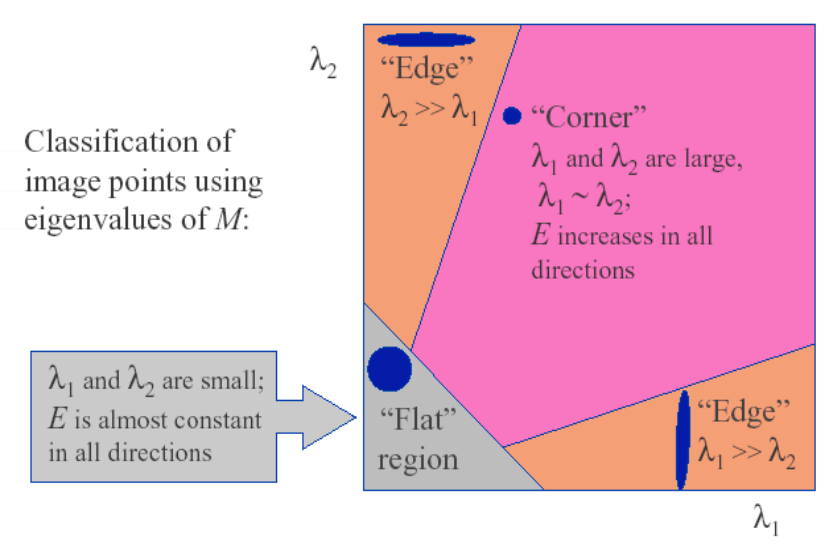 Classification of
image points using
eigenvalues of M:
λ₂
“Edge”
λ₂ >> λ₁
“Corner”
λ₁ and λ₂ are large,
λ₁ ~ λ₂;
E increases in all
directions
λ₁ and λ₂ are small;
E is almost constant
in all directions
“Flat”
region
“Edge”
λ₁ >> λ₂
λ₁